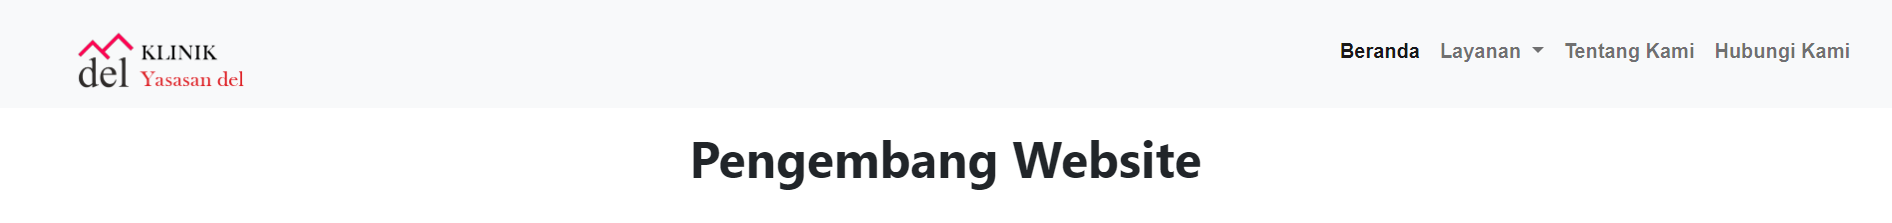 del KLINIK
Yasasan del
Beranda Layanan Tentang Kami Hubungi Kami
Pengembang Website